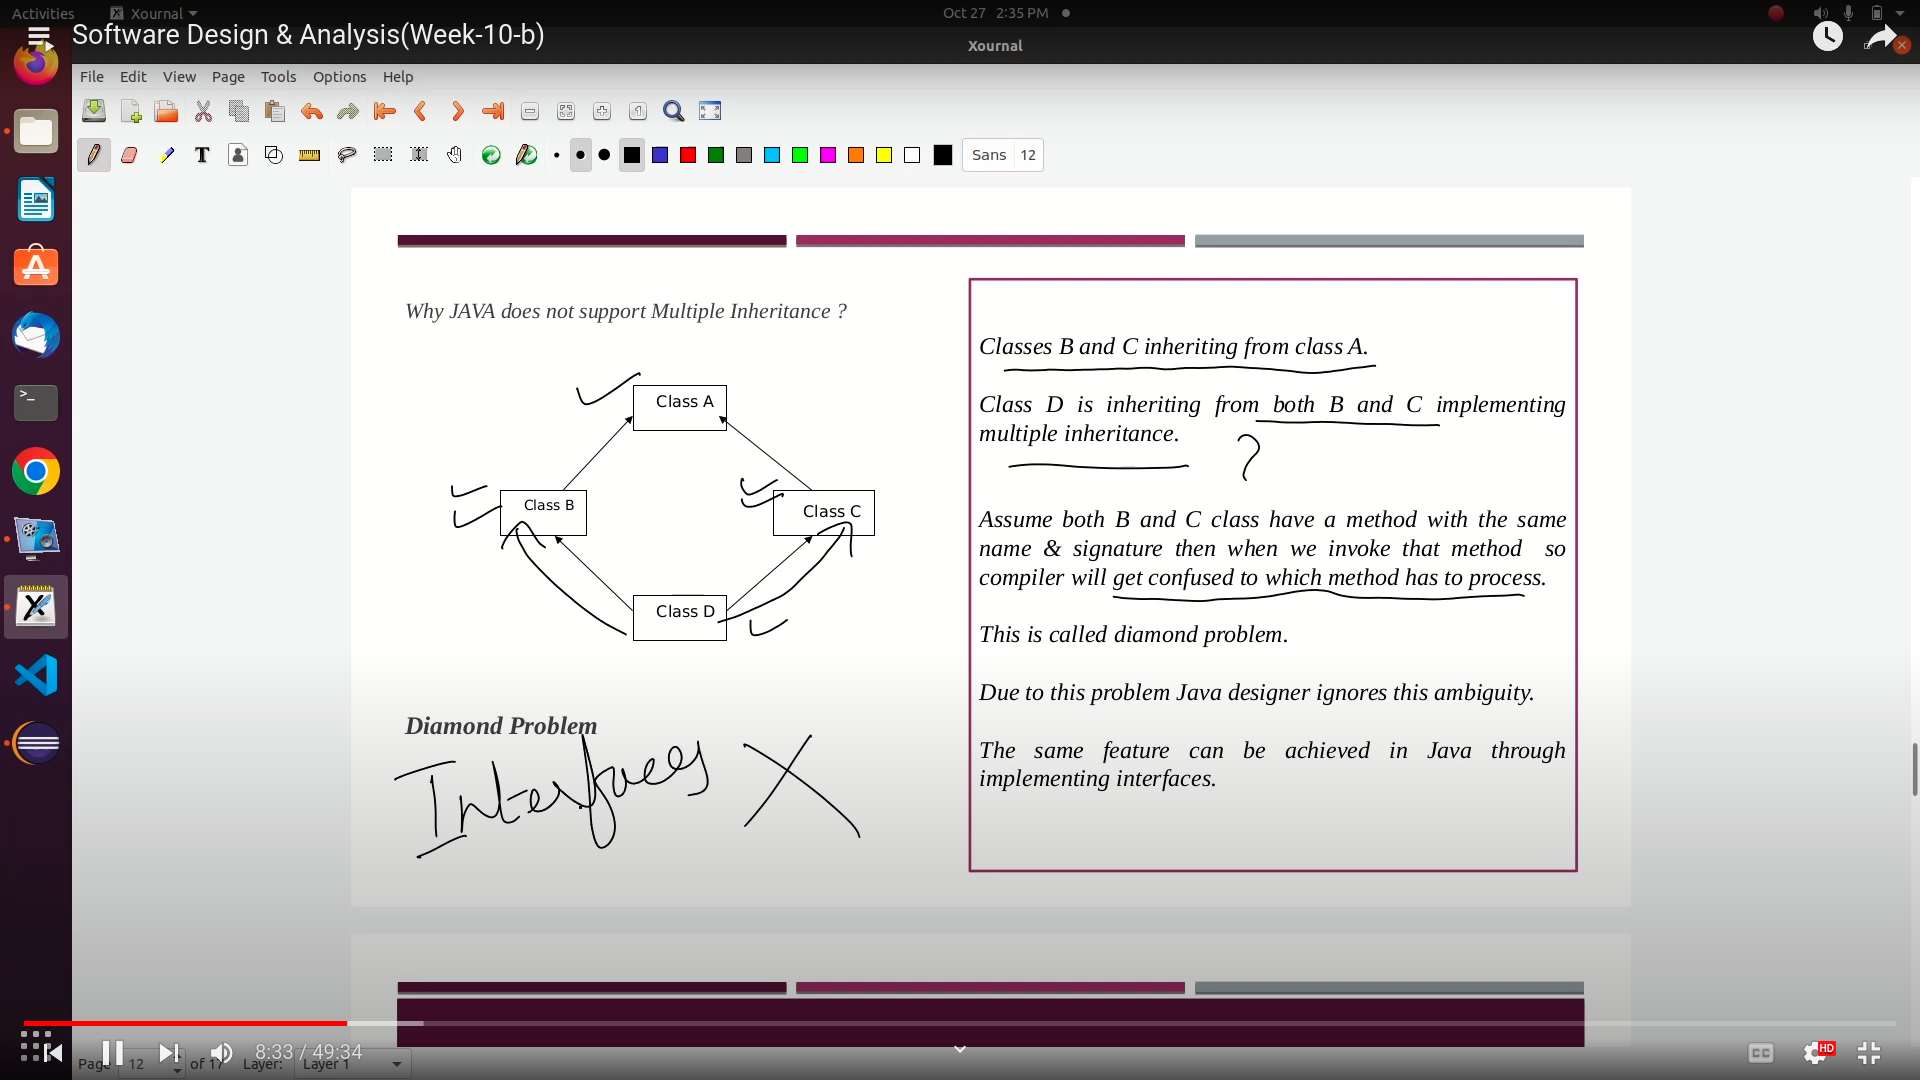 Activities
Xournal
Oct 27 2:35 PM
Software Design & Analysis(Week-10-b)
Xournal
File Edit View Page Tools Options Help
Sans 12
Why JAVA does not support Multiple Inheritance ?
Class A
Class B
Class C
Class D
Diamond Problem
Interfaces X
Classes B and C inheriting from class A.
Class D is inheriting from both B and C implementing
multiple inheritance.
?
Assume both B and C class have a method with the same
name & signature then when we invoke that method so
compiler will get confused to which method has to process.
This is called diamond problem.
Due to this problem Java designer ignores this ambiguity.
The same feature can be achieved in Java through
implementing interfaces.
8:33 / 49:34
CC
HD
Page 12 of 17 Layer: Layer 1